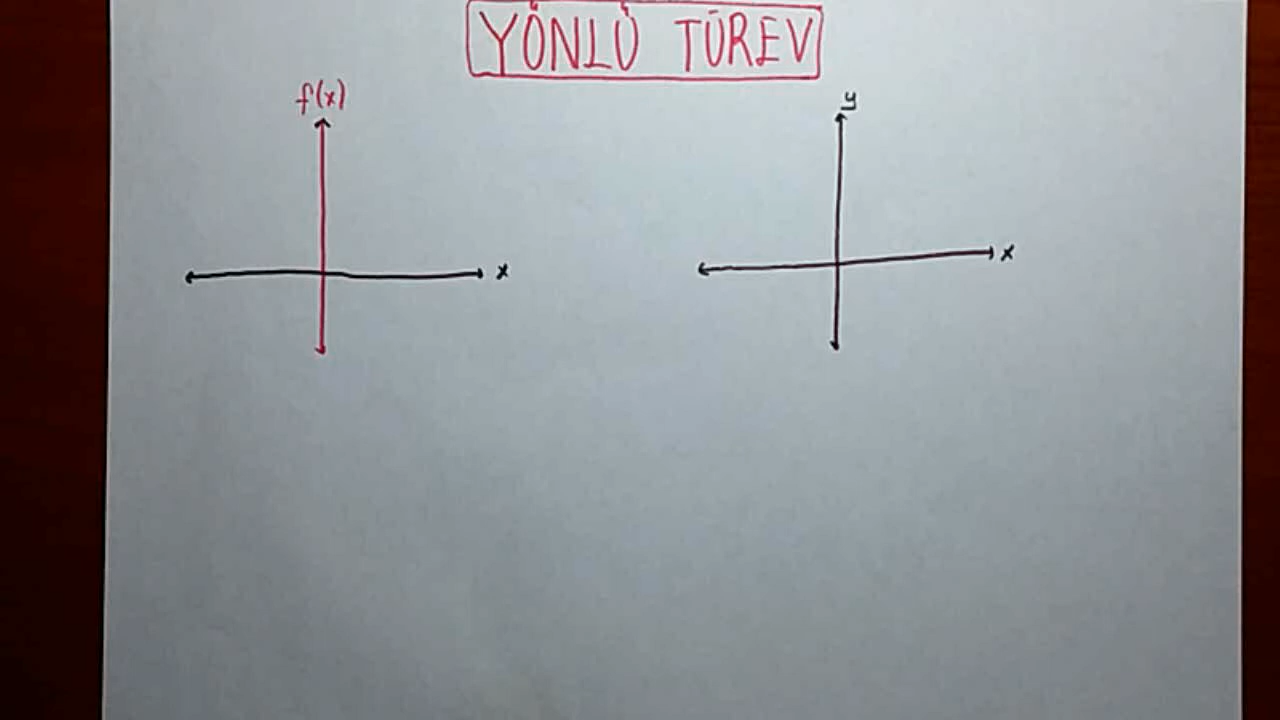 YÖNLÜ TÜREV
f(x)
y
x
x